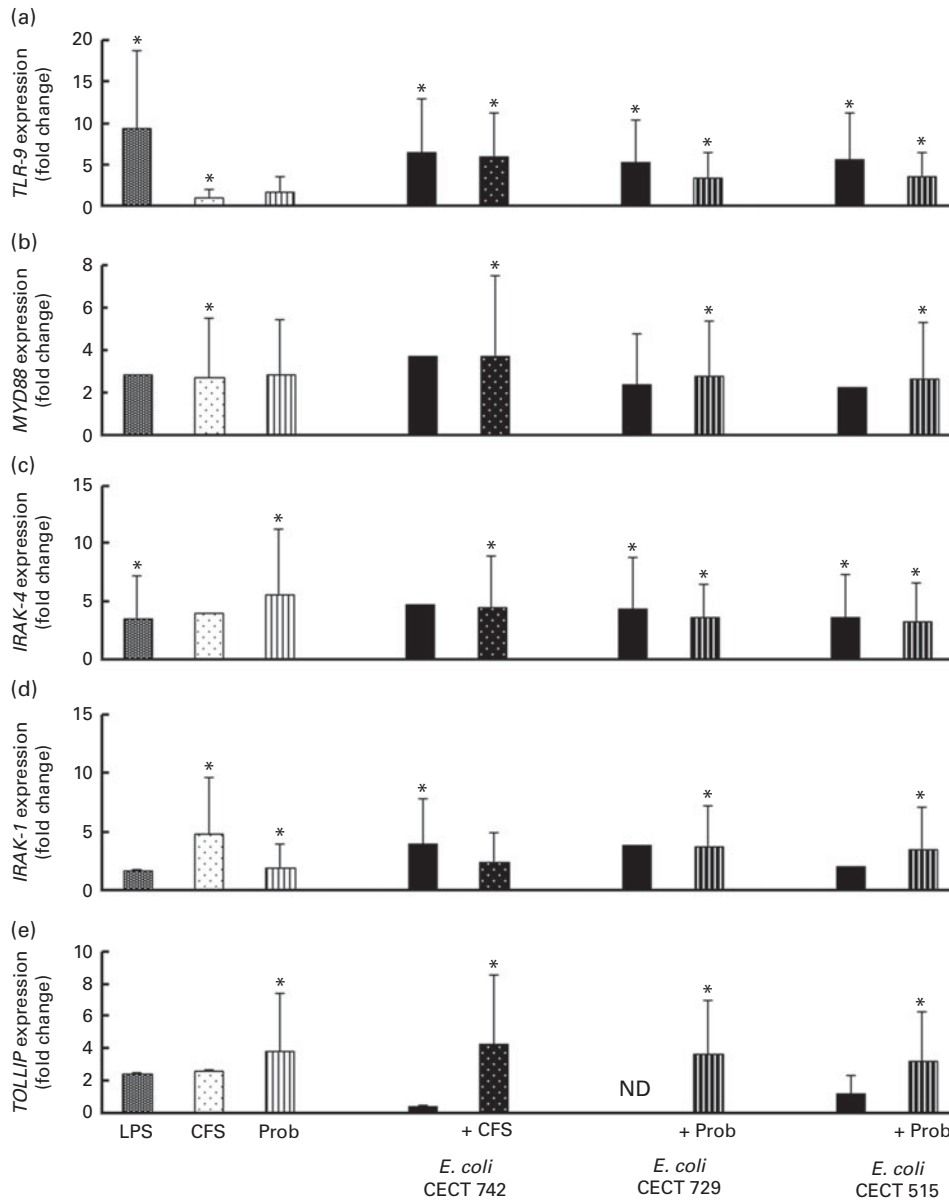 (a)
TLR-9 expression
(fold change)
20
15
10
5
0
* * * * * * * *
(b)
MYD88 expression
(fold change)
8
6
4
2
0
* * * *
(c)
IRAK-4 expression
(fold change)
15
10
5
0
* * * * * * *
(d)
IRAK-1 expression
(fold change)
15
10
5
0
* * * * *
(e)
TOLLIP expression
(fold change)
10
8
6
4
2
0
* * * *
ND
LPS CFS Prob + CFS + Prob + Prob
E. coli E. coli E. coli
CECT 742 CECT 729 CECT 515